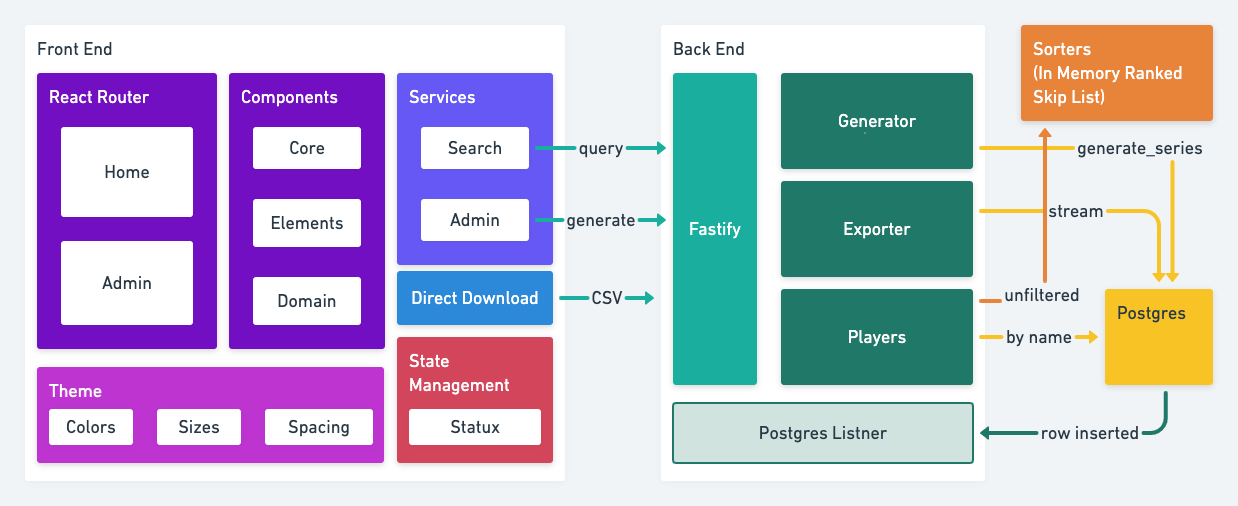 Front End
React Router
Home
Admin
Components
Core
Elements
Domain
Services
Search
Admin
Direct Download
Theme
Colors
Sizes
Spacing
State
Management
Statux
query
generate
CSV
Back End
Fastify
Generator
Exporter
Players
Postgres Listner
Sorters
(In Memory Ranked
Skip List)
generate_series
stream
unfiltered
by name
Postgres
row inserted